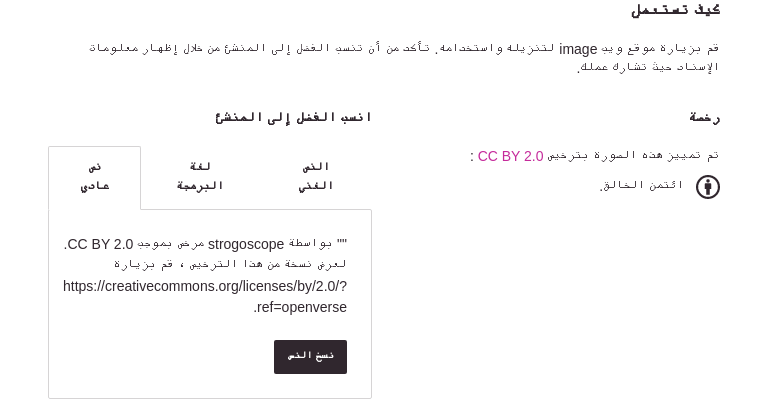 كيف تستعمل
قم بزيارة موقع ويب image لتنزيله واستخدامه. تأكد من أن تنسب الفضل إلى المنشئ من خلال إظهار معلومات
الإسناد حيث تشارك عملك.
رخصة
تم تمييز هذه الصورة بترخيص CC BY 2.0 :
ائتمن الخالق.
انسب الفضل إلى المنشئ
النص الغني
لغة البرمجة
نص عادي
"" بواسطة strogoscope مرخص بموجب CC BY 2.0.
لعرض نسخة من هذا الترخيص ، قم بزيارة
https://creativecommons.org/licenses/by/2.0/?
ref=openverse.
نسخ النص